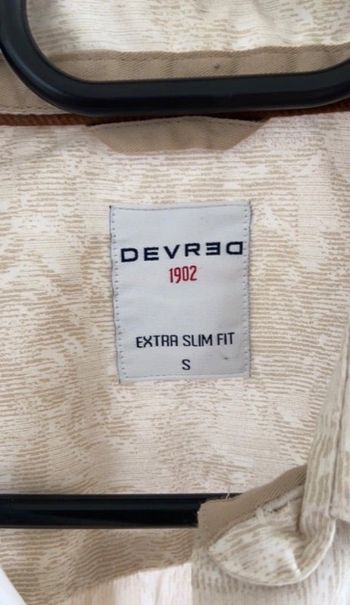 DEVRED
1902
EXTRA SLIM FIT
S